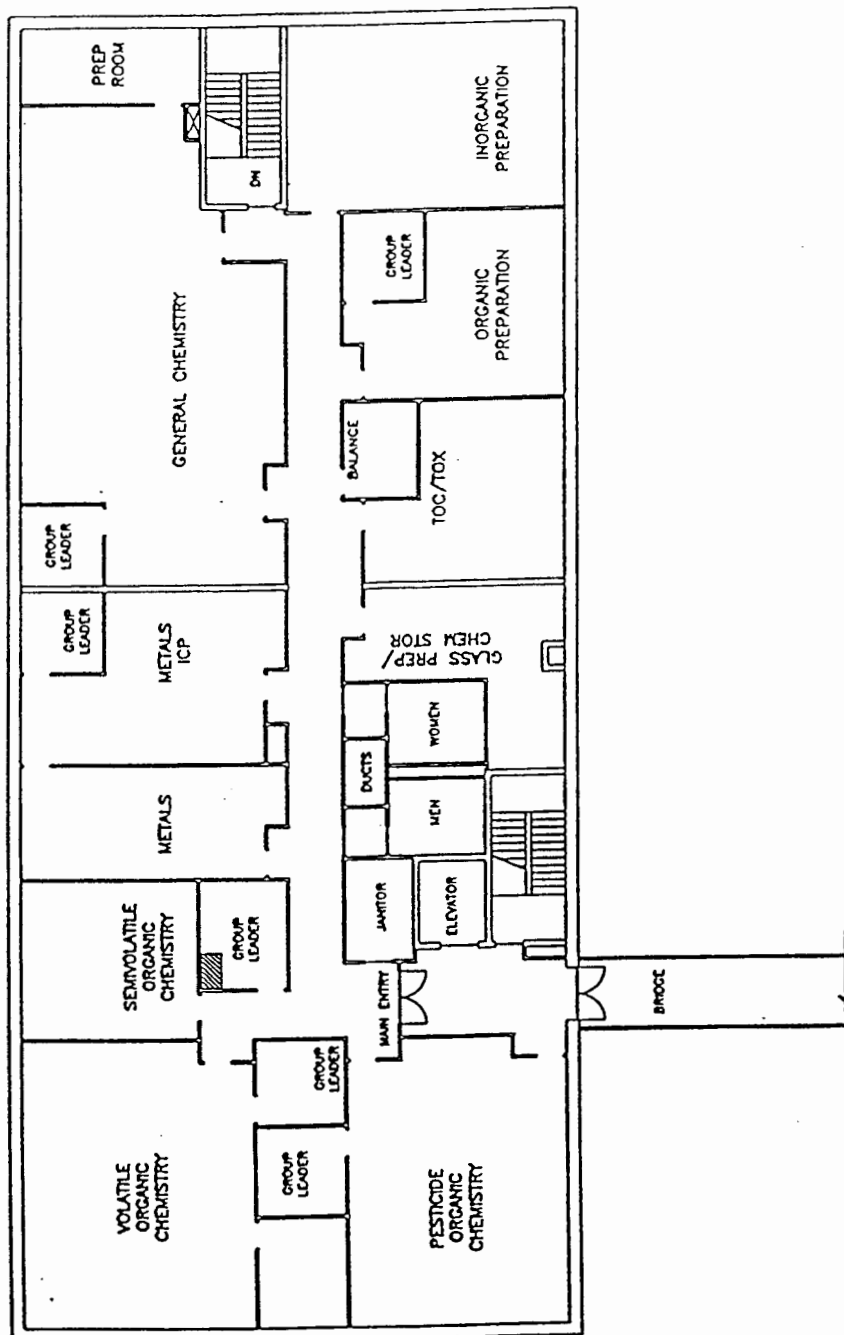 VOLATILE
ORGANIC
CHEMISTRY
SEMIVOLATILE
ORGANIC
CHEMISTRY
GROUP
LEADER
METALS
METALS
ICP
GROUP
LEADER
GROUP
LEADER
GENERAL CHEMISTRY
PREP
ROOM
DN
GROUP
LEADER
GROUP
LEADER
MAIN ENTRY
JANITOR
ELEVATOR
DUCTS
MEN
WOMEN
GLASS PREP/
CHEM STOR
BALANCE
TOC/TOX
GROUP
LEADER
ORGANIC
PREPARATION
INORGANIC
PREPARATION
PESTICIDE
ORGANIC
CHEMISTRY
BRIDGE